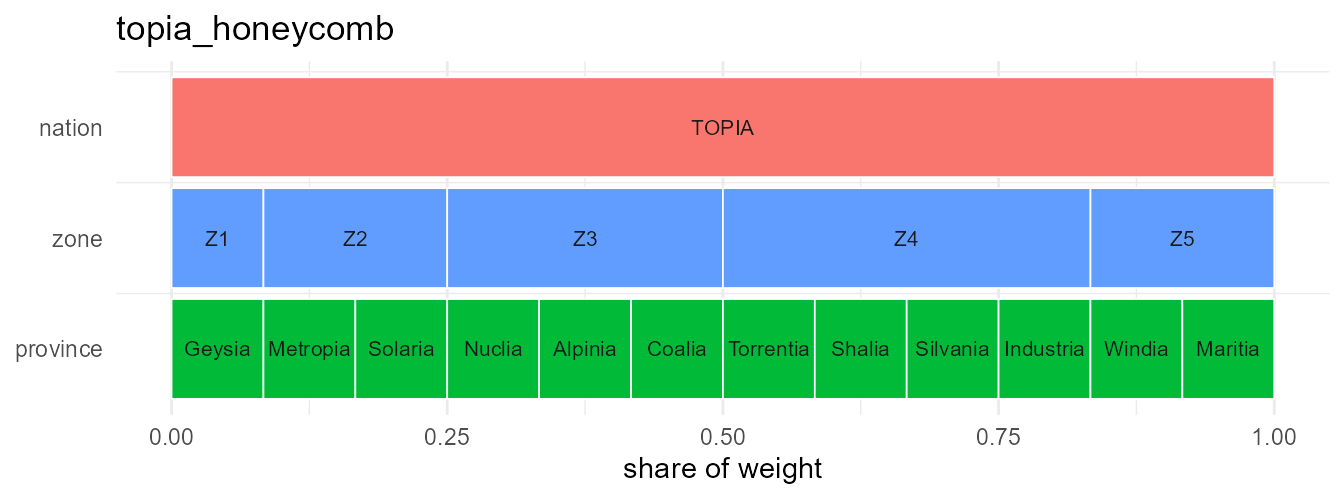 topia_honeycomb
nation
TOPIA
zone
Z1 Z2 Z3 Z4 Z5
province
Geysia Metropia Solaria Nuclia Alpinia Coalia Torrentia Shalia Silvania Industria Windia Maritia
0.00 0.25 0.50 0.75 1.00
share of weight